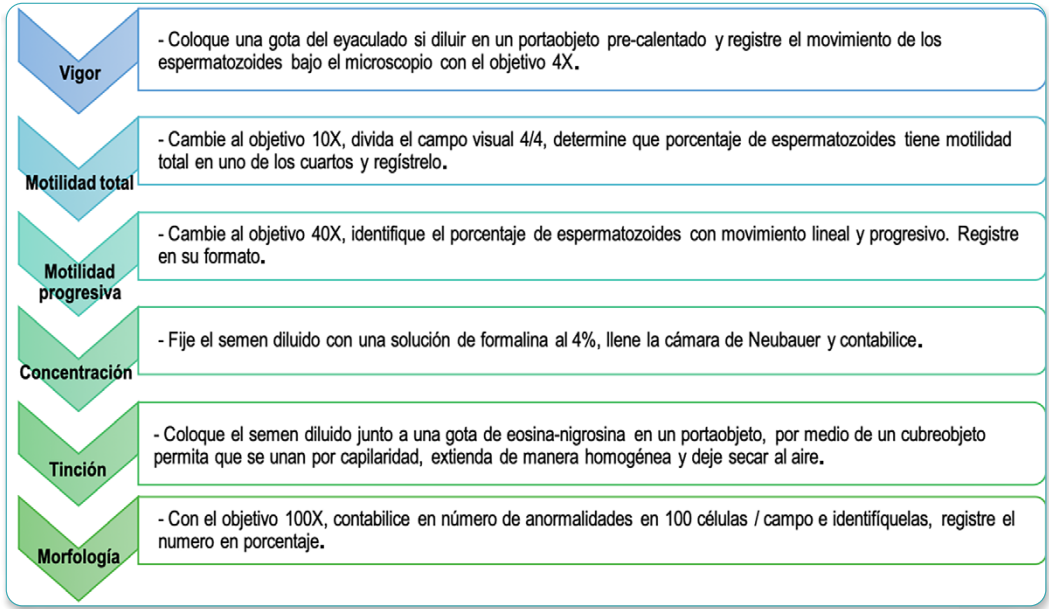 Vigor
- Coloque una gota del eyaculado si diluir en un portaobjeto pre-calentado y registre el movimiento de los
espermatozoides bajo el microscopio con el objetivo 4X.
Motilidad total
- Cambie al objetivo 10X, divida el campo visual 4/4, determine que porcentaje de espermatozoides tiene motilidad
total en uno de los cuartos y regístrelo.
Motilidad
progresiva
- Cambie al objetivo 40X, identifique el porcentaje de espermatozoides con movimiento lineal y progresivo. Registre
en su formato.
Concentración
- Fije el semen diluido con una solución de formalina al 4%, llene la cámara de Neubauer y contabilice.
Tinción
- Coloque el semen diluido junto a una gota de eosina-nigrosina en un portaobjeto, por medio de un cubreobjeto
permita que se unan por capilaridad, extienda de manera homogénea y deje secar al aire.
Morfología
- Con el objetivo 100X, contabilice en número de anormalidades en 100 células / campo e identifíquelas, registre el
numero en porcentaje.